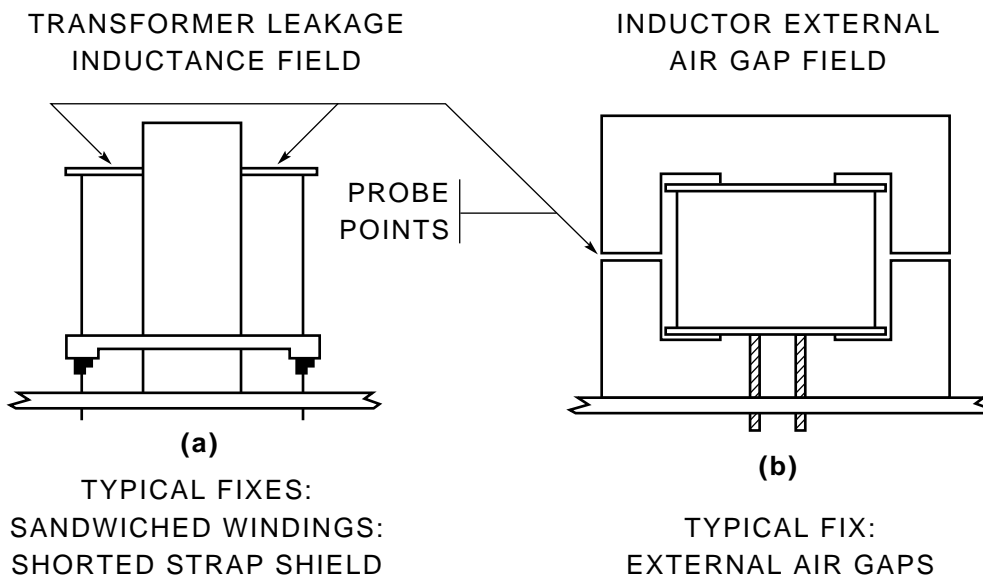 TRANSFORMER LEAKAGE
INDUCTANCE FIELD
INDUCTOR EXTERNAL
AIR GAP FIELD
PROBE
POINTS
(a)
TYPICAL FIXES:
SANDWICHED WINDINGS:
SHORTED STRAP SHIELD
(b)
TYPICAL FIX:
EXTERNAL AIR GAPS